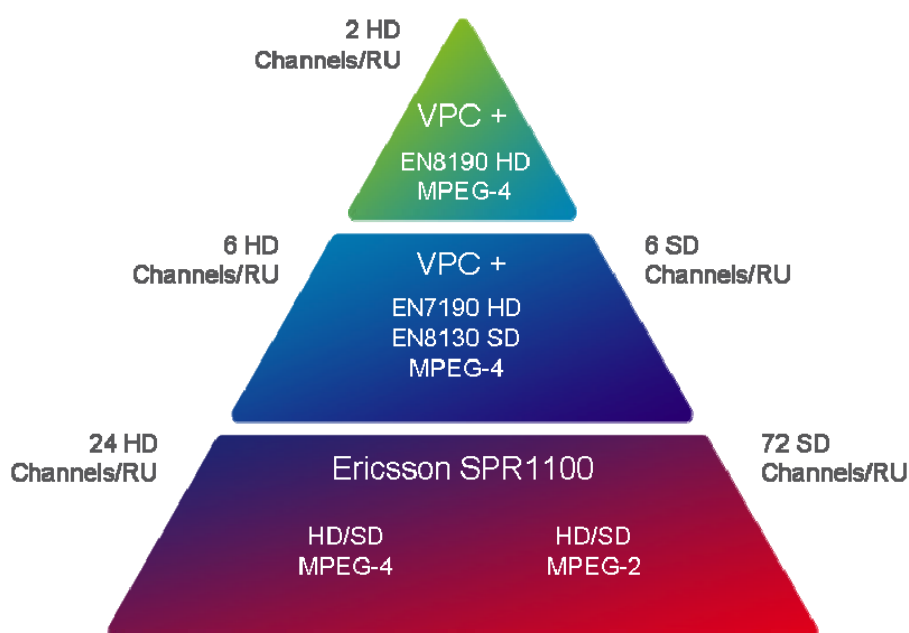 2 HD
Channels/RU
VPC +
EN8190 HD
MPEG-4
6 HD
Channels/RU
6 SD
Channels/RU
VPC +
EN7190 HD
EN8130 SD
MPEG-4
24 HD
Channels/RU
72 SD
Channels/RU
Ericsson SPR1100
HD/SD
MPEG-4
HD/SD
MPEG-2